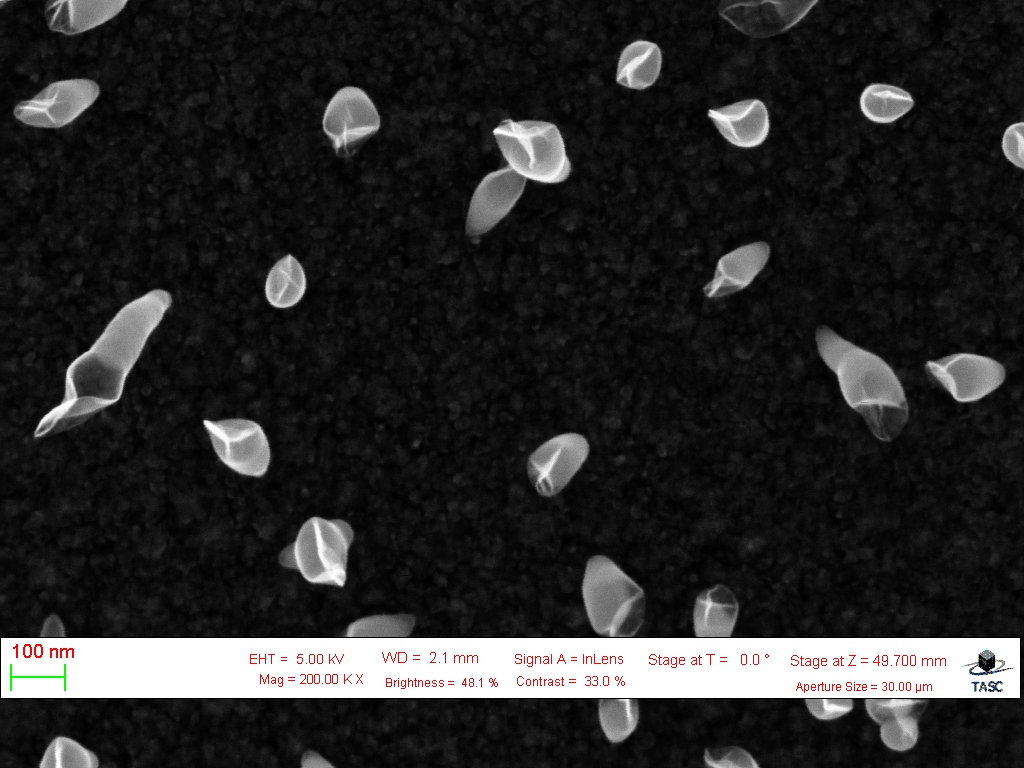 100 nm
EHT = 5.00 kV
WD = 2.1 mm
Signal A = InLens
Stage at T = 0.0 °
Stage at Z = 49.700 mm
Mag = 200.00 K X
Brightness = 48.1 %
Contrast = 33.0 %
Aperture Size = 30.00 µm
TASC